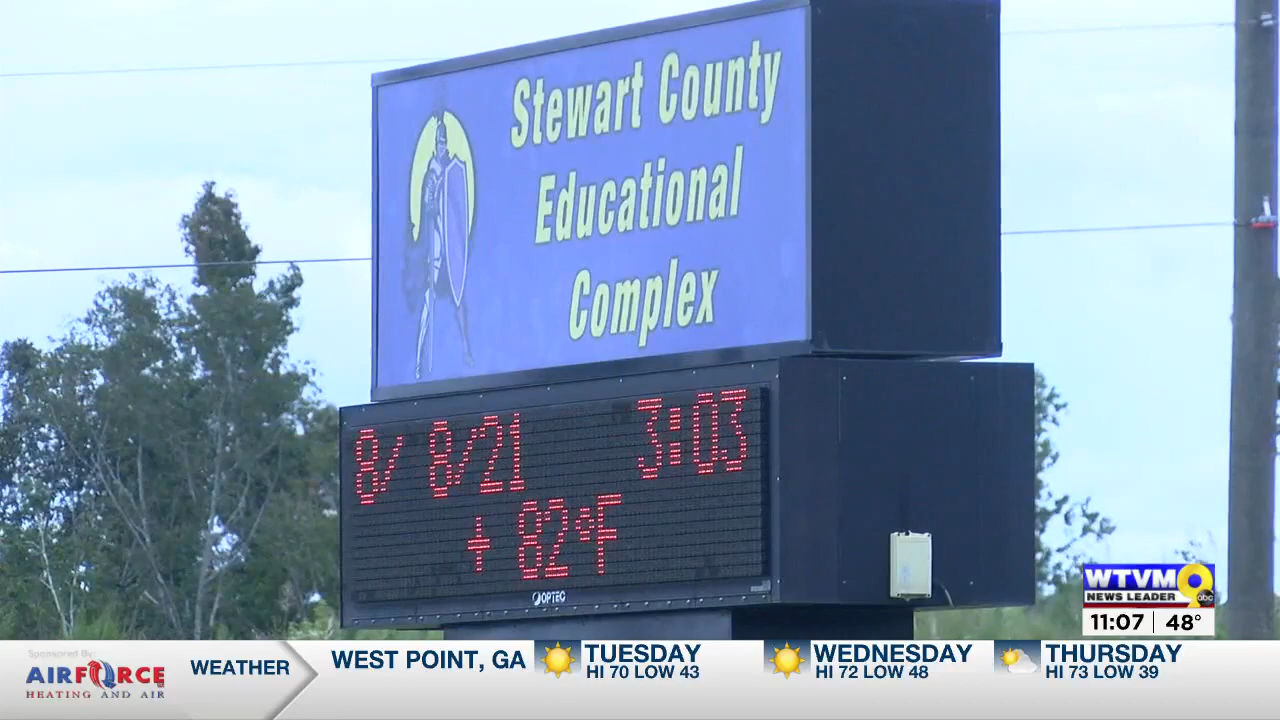 Stewart County
Educational
Complex
8/ 8/21 3:03
+ 82°F
OPTEC
WTVM 9
NEWS LEADER abc
11:07 48°
Sponsored By:
AIRFORCE
HEATING AND AIR
WEATHER
WEST POINT, GA
TUESDAY
HI 70 LOW 43
WEDNESDAY
HI 72 LOW 48
THURSDAY
HI 73 LOW 39